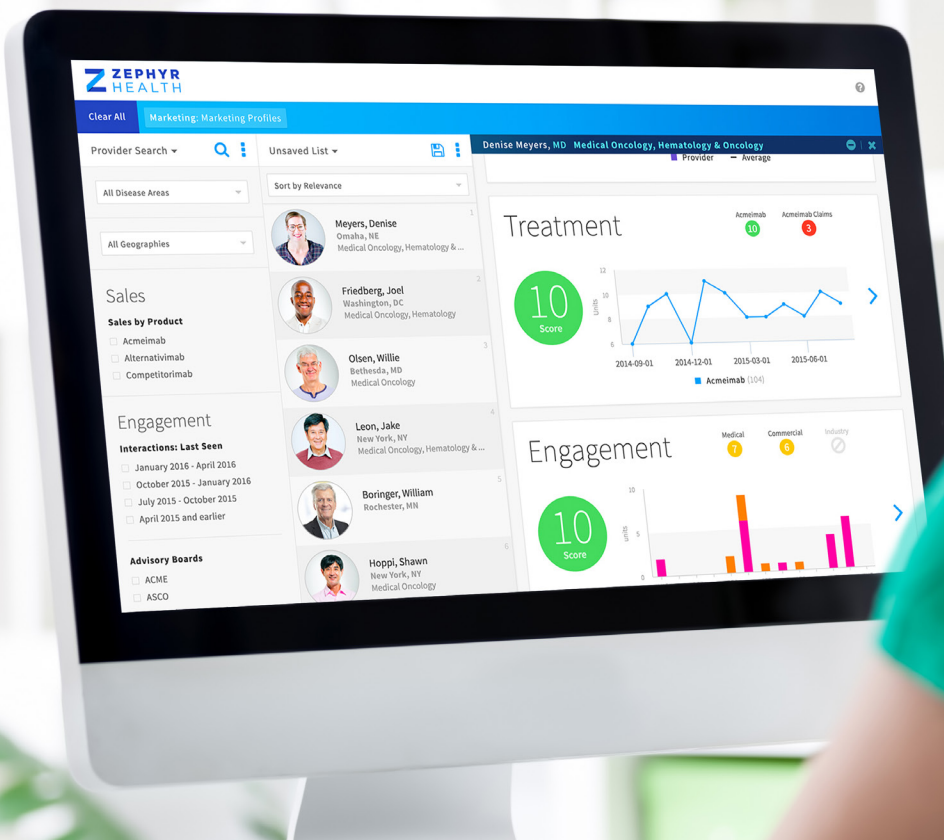 ZEPHYR
HEALTH
Clear All
Marketing: Marketing Profiles
Provider Search
Unsaved List
Denise Meyers, MD Medical Oncology, Hematology & Oncology
Provider
Average
All Disease Areas
All Geographies
Sales
Sales by Product
Acmeimab
Alternativimab
Competitorimab
Engagement
Interactions: Last Seen
January 2016 - April 2016
October 2015 - January 2016
July 2015 - October 2015
April 2015 and earlier
Advisory Boards
ACME
ASCO
Sort by Relevance
1
Meyers, Denise
Omaha, NE
Medical Oncology, Hematology & ...
2
Friedberg, Joel
Washington, DC
Medical Oncology, Hematology
3
Olsen, Willie
Bethesda, MD
Medical Oncology
4
Leon, Jake
New York, NY
Medical Oncology, Hematology & ...
5
Boringer, William
Rochester, MN
6
Hoppi, Shawn
New York, NY
Medical Oncology
Treatment
Acmeimab
10
Acmeimab Claims
3
10
Score
Units
12
10
8
6
2014-09-01
2014-12-01
2015-03-01
2015-06-01
Acmeimab (104)
Engagement
Medical
7
Commercial
6
Industry
10
Score
units
10
5
0